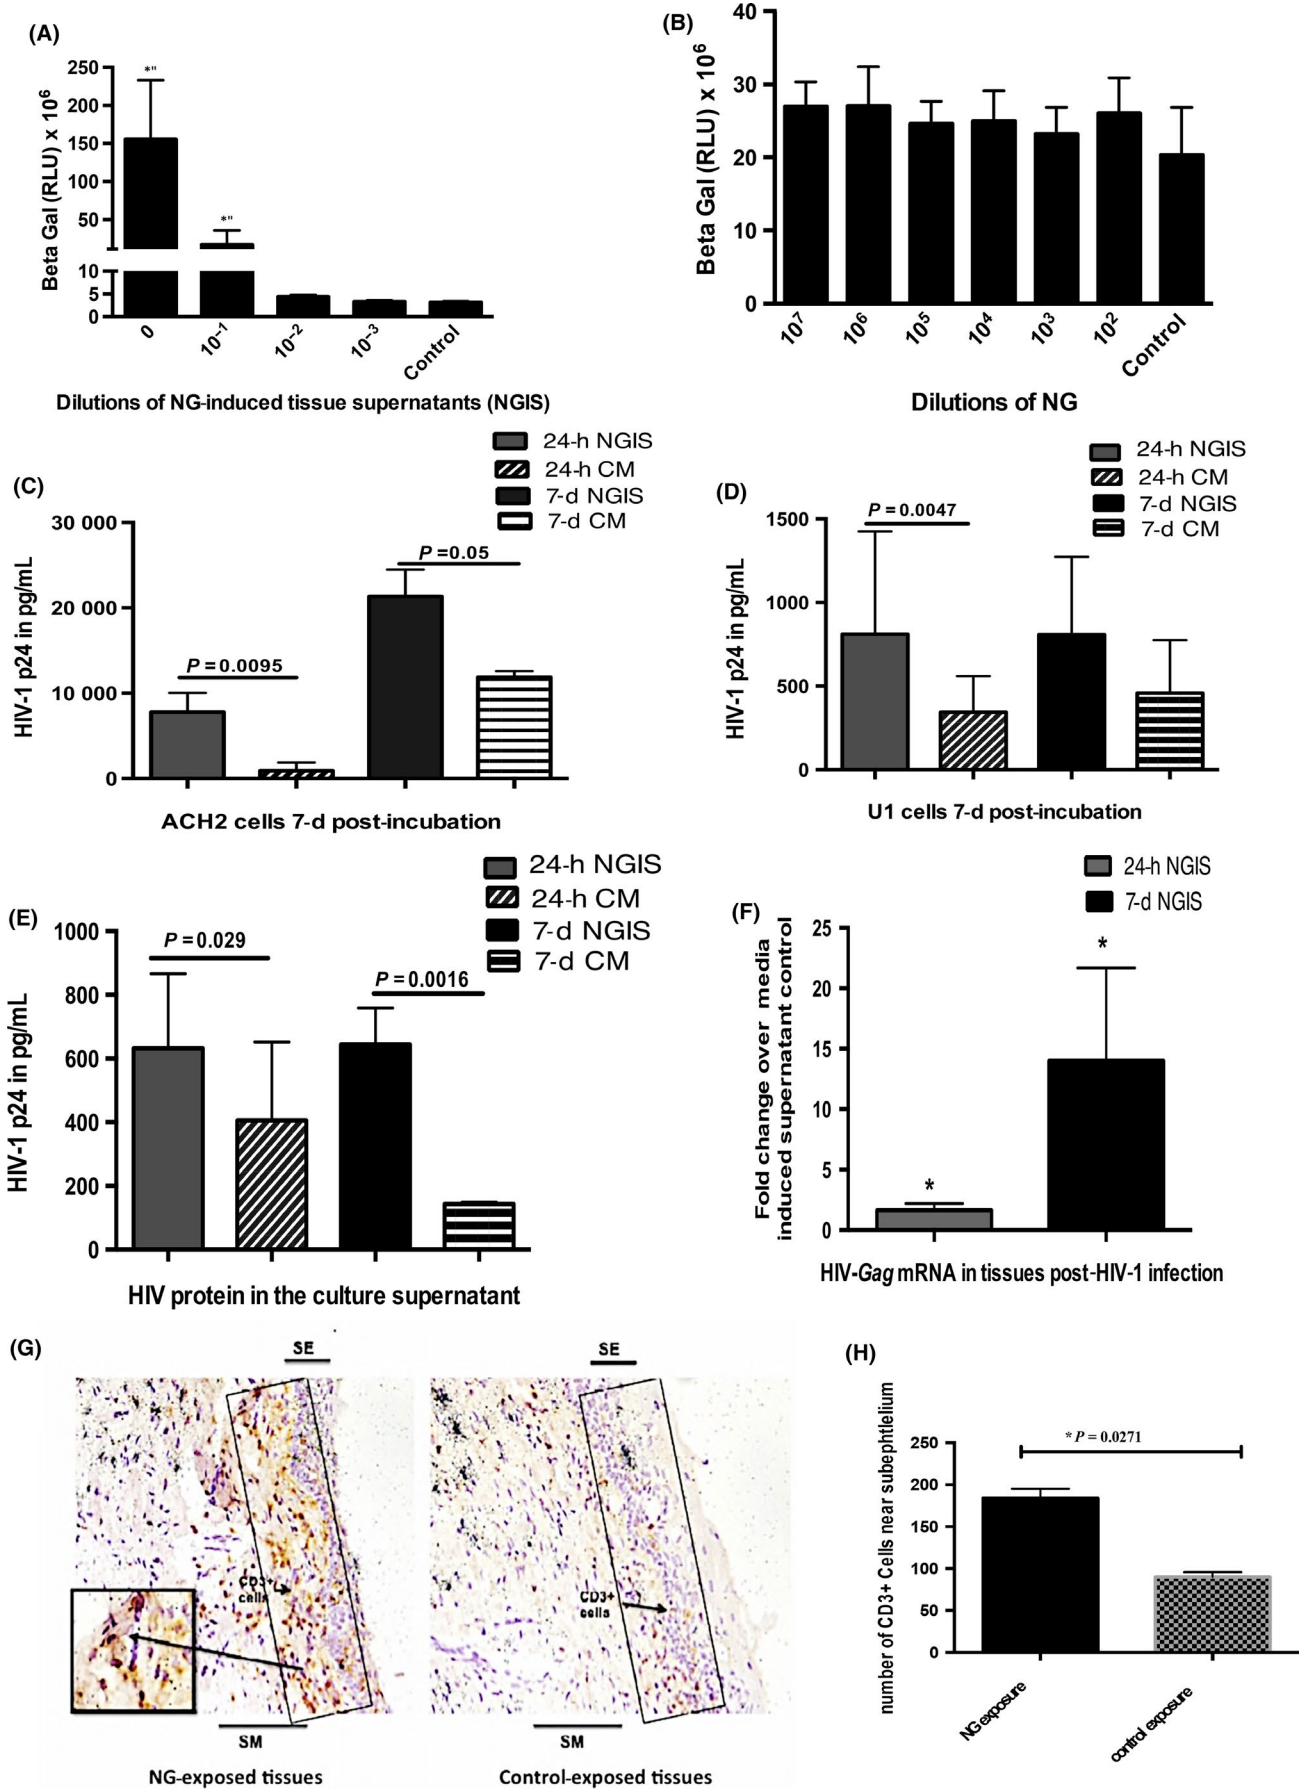 (A)
Beta Gal (RLU) x 10⁶
250
200
150
100
50
10
5
0
*"
*"
0
10⁻¹
10⁻²
10⁻³
Control
Dilutions of NG-induced tissue supernatants (NGIS)
(B)
Beta Gal (RLU) x 10⁶
40
30
20
10
0
10⁷
10⁶
10⁵
10⁴
10³
10²
Control
Dilutions of NG
(C)
24-h NGIS
24-h CM
7-d NGIS
7-d CM
HIV-1 p24 in pg/mL
30 000
20 000
10 000
0
P = 0.0095
P = 0.05
ACH2 cells 7-d post-incubation
(D)
24-h NGIS
24-h CM
7-d NGIS
7-d CM
HIV-1 p24 in pg/mL
1500
1000
500
0
P = 0.0047
U1 cells 7-d post-incubation
(E)
24-h NGIS
24-h CM
7-d NGIS
7-d CM
HIV-1 p24 in pg/mL
1000
800
600
400
200
0
P = 0.029
P = 0.0016
HIV protein in the culture supernatant
(F)
24-h NGIS
7-d NGIS
Fold change over media
induced supernatant control
25
20
15
10
5
0
*
*
HIV-Gag mRNA in tissues post-HIV-1 infection
(G)
SE
CD3+
cells
SM
NG-exposed tissues
SE
CD3+
cells
SM
Control-exposed tissues
(H)
number of CD3+ Cells near subephtelium
250
200
150
100
50
0
* P = 0.0271
NG exposure
control exposure